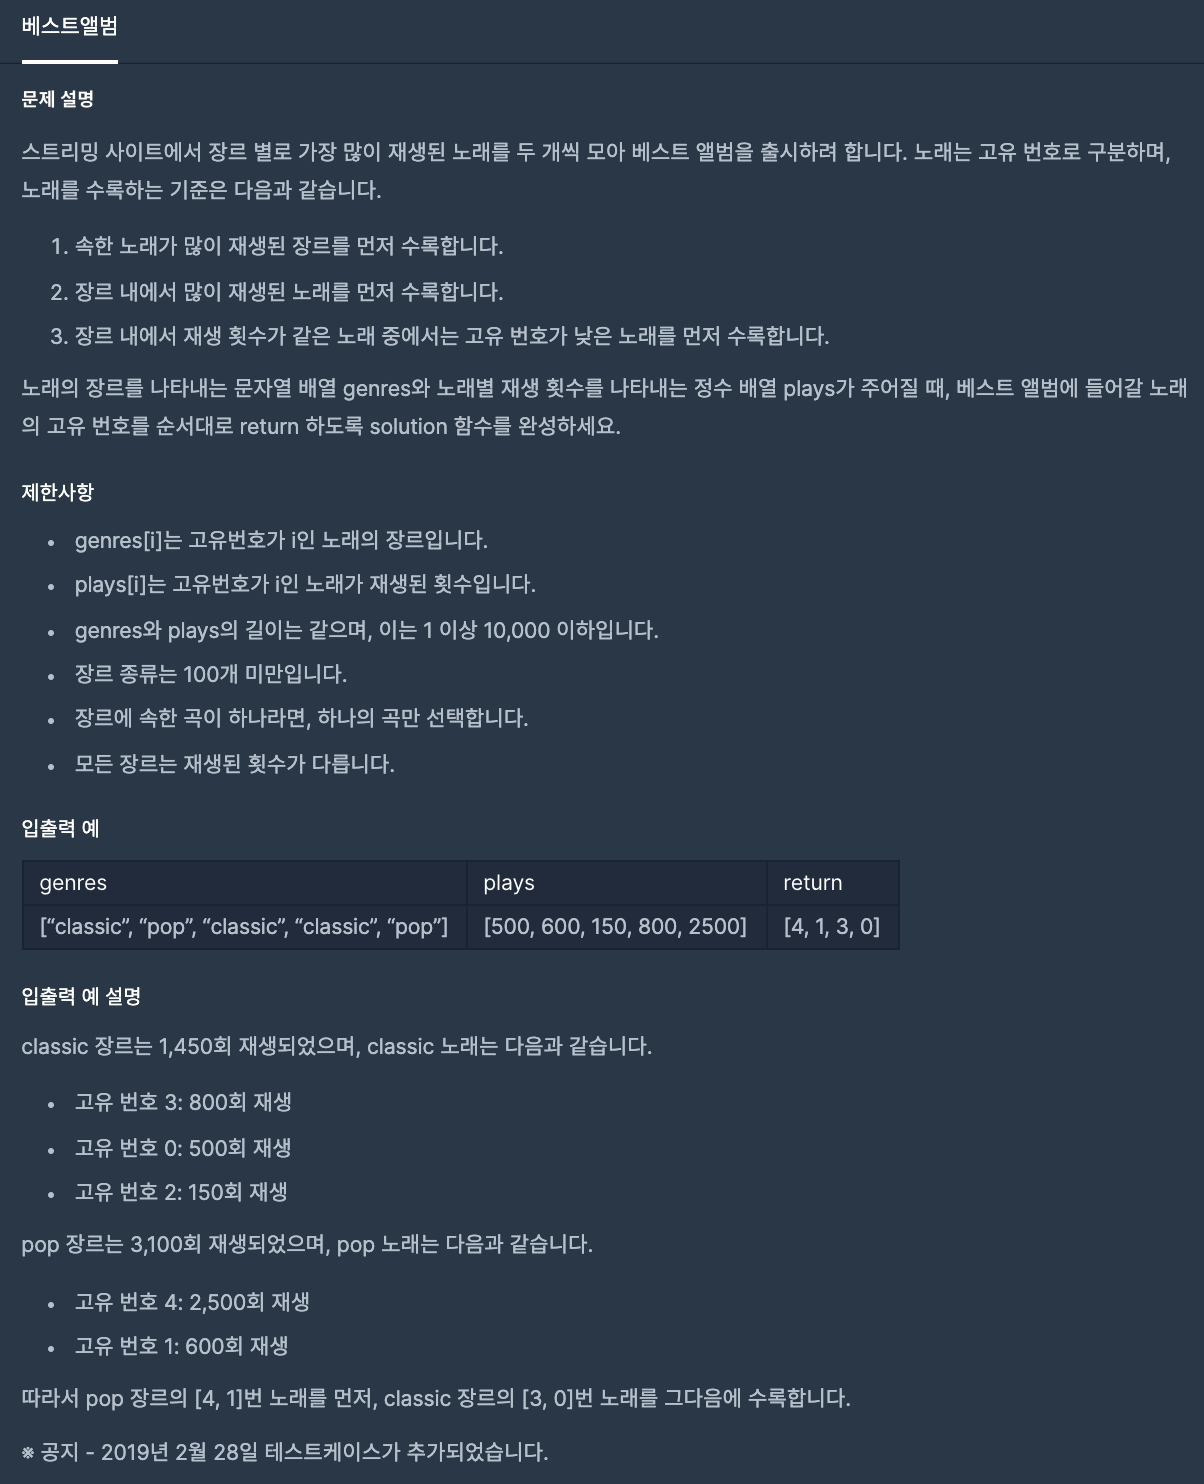 베스트앨범
문제 설명
스트리밍 사이트에서 장르 별로 가장 많이 재생된 노래를 두 개씩 모아 베스트 앨범을 출시하려 합니다. 노래는 고유 번호로 구분하며,
노래를 수록하는 기준은 다음과 같습니다.
1. 속한 노래가 많이 재생된 장르를 먼저 수록합니다.
2. 장르 내에서 많이 재생된 노래를 먼저 수록합니다.
3. 장르 내에서 재생 횟수가 같은 노래 중에서는 고유 번호가 낮은 노래를 먼저 수록합니다.
노래의 장르를 나타내는 문자열 배열 genres와 노래별 재생 횟수를 나타내는 정수 배열 plays가 주어질 때, 베스트 앨범에 들어갈 노래
의 고유 번호를 순서대로 return 하도록 solution 함수를 완성하세요.
제한사항
• genres[i]는 고유번호가 i인 노래의 장르입니다.
• plays[i]는 고유번호가 i인 노래가 재생된 횟수입니다.
• genres와 plays의 길이는 같으며, 이는 1 이상 10,000 이하입니다.
• 장르 종류는 100개 미만입니다.
• 장르에 속한 곡이 하나라면, 하나의 곡만 선택합니다.
• 모든 장르는 재생된 횟수가 다릅니다.
입출력 예
genres plays return
[“classic”, “pop”, “classic”, “classic”, “pop”] [500, 600, 150, 800, 2500] [4, 1, 3, 0]
입출력 예 설명
classic 장르는 1,450회 재생되었으며, classic 노래는 다음과 같습니다.
• 고유 번호 3: 800회 재생
• 고유 번호 0: 500회 재생
• 고유 번호 2: 150회 재생
pop 장르는 3,100회 재생되었으며, pop 노래는 다음과 같습니다.
• 고유 번호 4: 2,500회 재생
• 고유 번호 1: 600회 재생
따라서 pop 장르의 [4, 1]번 노래를 먼저, classic 장르의 [3, 0]번 노래를 그다음에 수록합니다.
※ 공지 - 2019년 2월 28일 테스트케이스가 추가되었습니다.